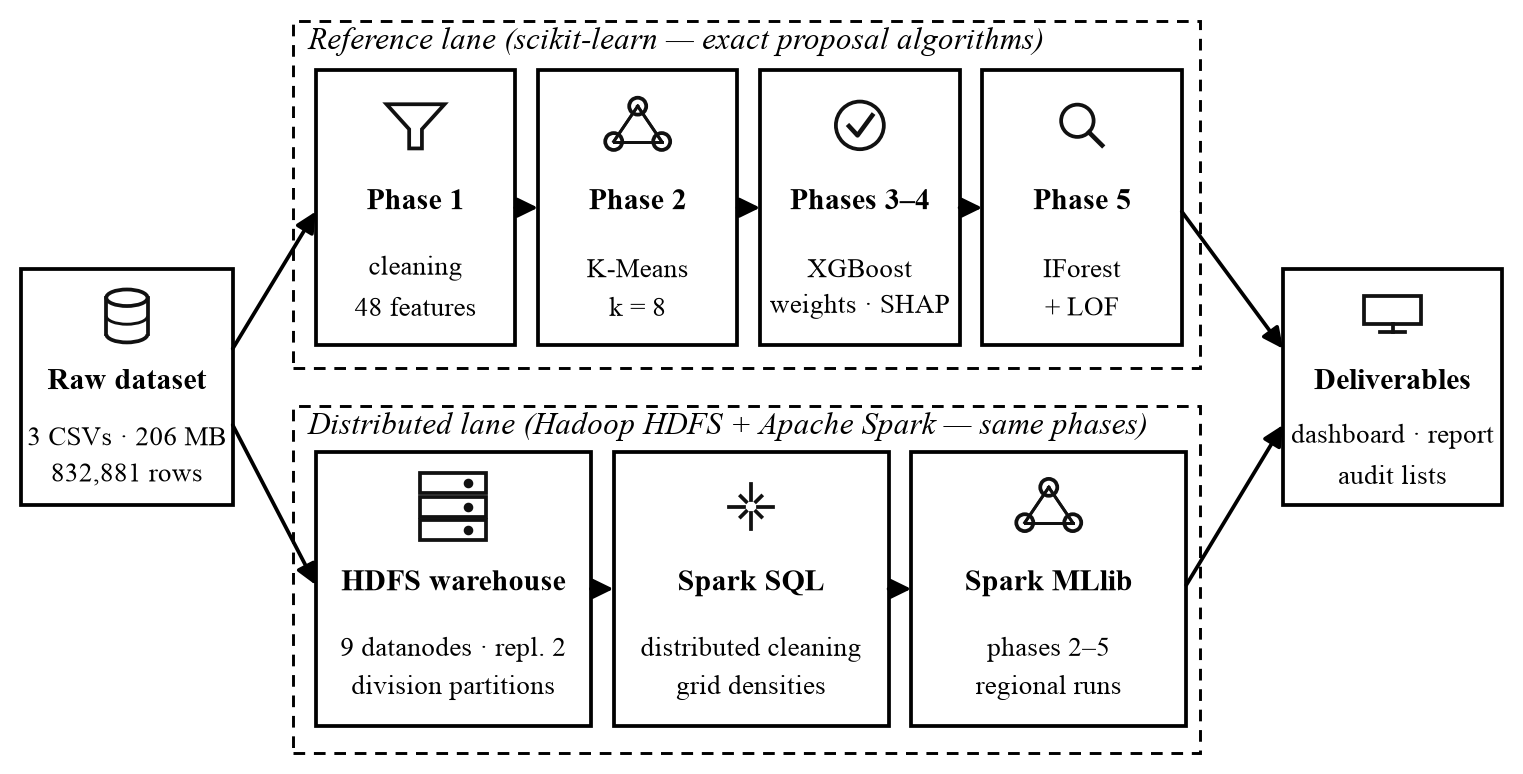 Reference lane (scikit-learn — exact proposal algorithms)
Phase 1
cleaning
48 features
Phase 2
K-Means
k = 8
Phases 3–4
XGBoost
weights · SHAP
Phase 5
IForest
+ LOF
Raw dataset
3 CSVs · 206 MB
832,881 rows
Deliverables
dashboard · report
audit lists
Distributed lane (Hadoop HDFS + Apache Spark — same phases)
HDFS warehouse
9 datanodes · repl. 2
division partitions
Spark SQL
distributed cleaning
grid densities
Spark MLlib
phases 2–5
regional runs